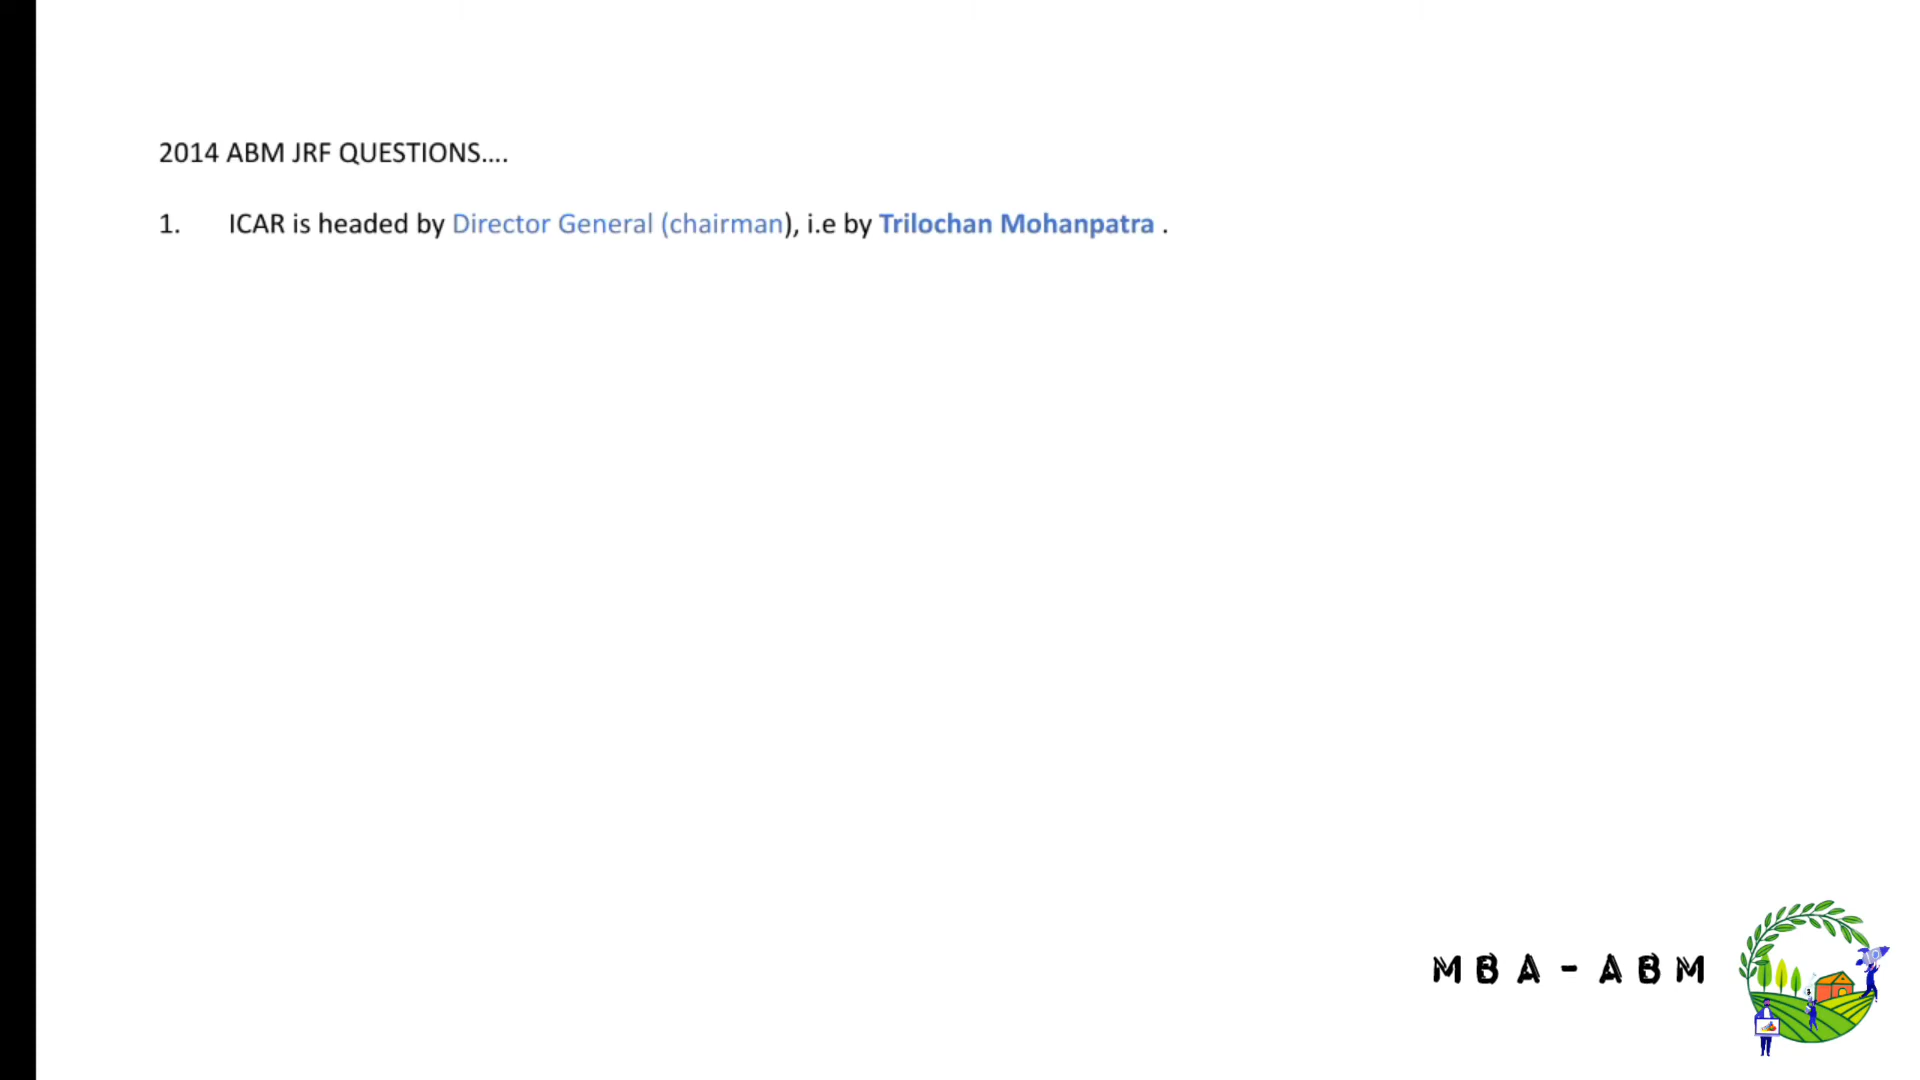 2014 ABM JRF QUESTIONS....
1. ICAR is headed by Director General (chairman), i.e by Trilochan Mohanpatra .
MBA-ABM